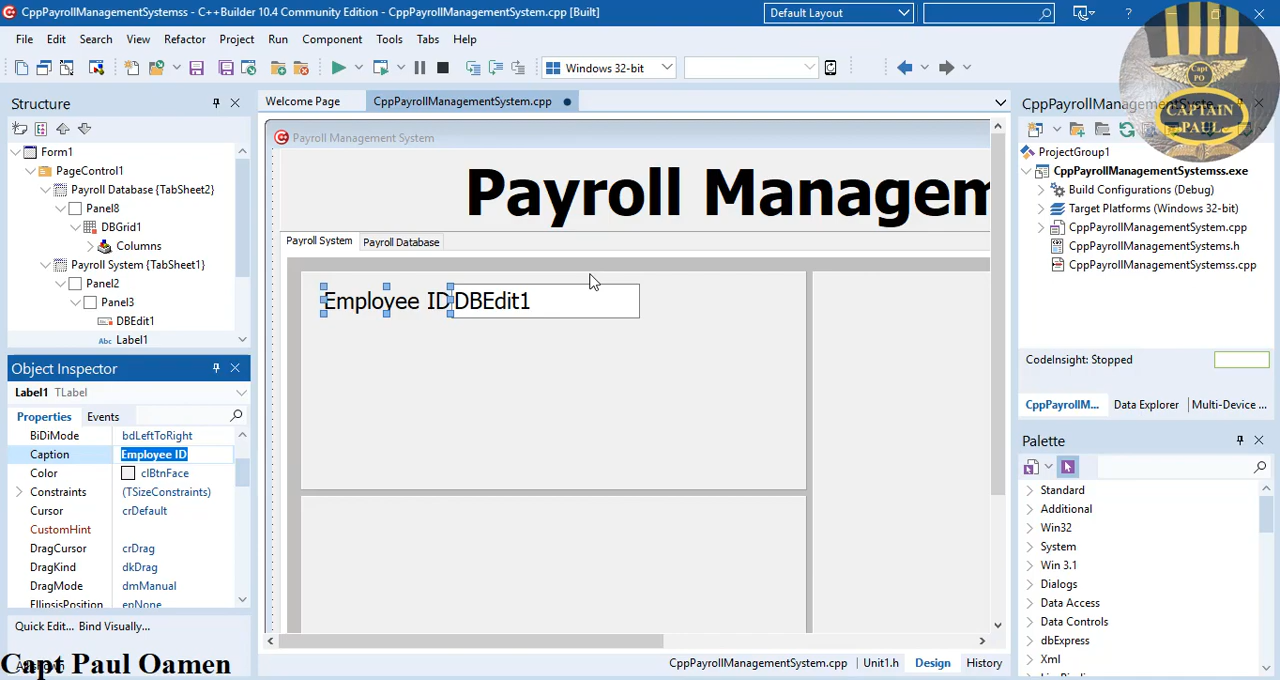 CppPayrollManagementSystemss - C++Builder 10.4 Community Edition - CppPayrollManagementSystem.cpp [Built]
Default Layout
File Edit Search View Refactor Project Run Component Tools Tabs Help
Windows 32-bit
Structure
Form1
PageControl1
Payroll Database {TabSheet2}
Panel8
DBGrid1
Columns
Payroll System {TabSheet1}
Panel2
Panel3
DBEdit1
Abc Label1
Object Inspector
Label1 TLabel
Properties Events
BiDiMode bdLeftToRight
Caption Employee ID
Color clBtnFace
Constraints (TSizeConstraints)
Cursor crDefault
CustomHint
DragCursor crDrag
DragKind dkDrag
DragMode dmManual
EllipsisPosition epNone
Quick Edit... Bind Visually...
Capt Paul Oamen
Welcome Page CppPayrollManagementSystem.cpp
Payroll Management System
Payroll Managem
Payroll System Payroll Database
Employee ID DBEdit1
CppPayrollManagementSystem.cpp Unit1.h Design History
CppPayrollManagementSyste
Capt
PO
CAPTAIN
PAUL
ProjectGroup1
CppPayrollManagementSystemss.exe
Build Configurations (Debug)
Target Platforms (Windows 32-bit)
CppPayrollManagementSystem.cpp
CppPayrollManagementSystems.h
CppPayrollManagementSystemss.cpp
CodeInsight: Stopped
CppPayrollM... Data Explorer Multi-Device ...
Palette
Standard
Additional
Win32
System
Win 3.1
Dialogs
Data Access
Data Controls
dbExpress
Xml